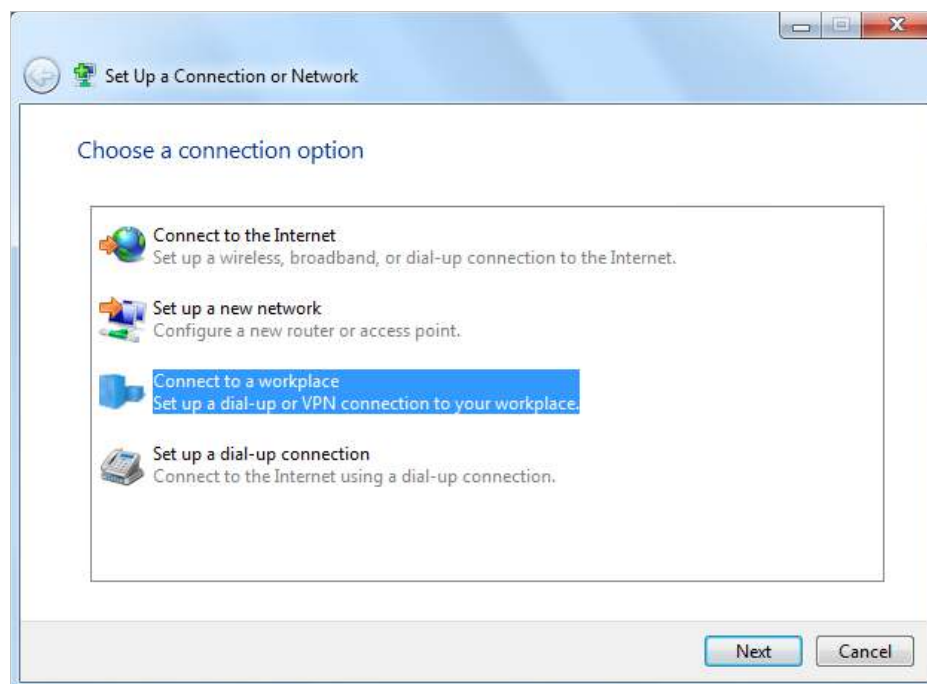 Set Up a Connection or Network
Choose a connection option
Connect to the Internet
Set up a wireless, broadband, or dial-up connection to the Internet.
Set up a new network
Configure a new router or access point.
Connect to a workplace
Set up a dial-up or VPN connection to your workplace.
Set up a dial-up connection
Connect to the Internet using a dial-up connection.
Next Cancel